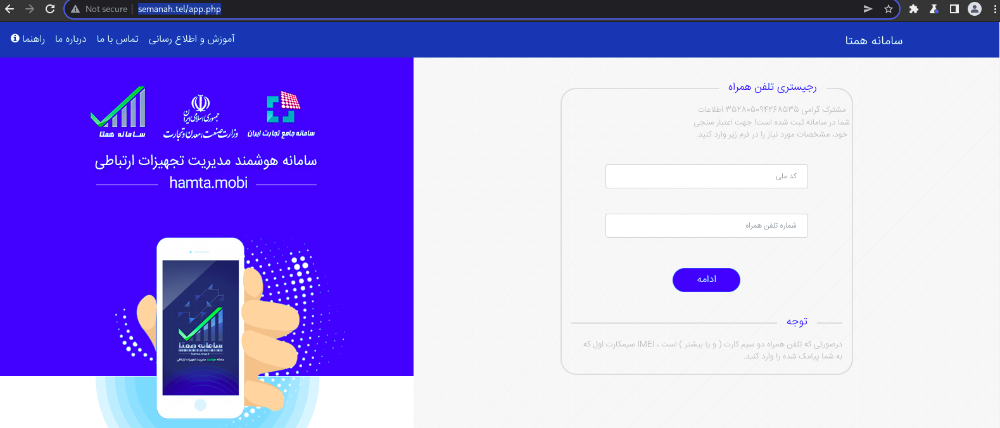 Not secure
semanah.tel/app.php
سامانه همتا
آموزش و اطلاع رسانی
تماس با ما
درباره ما
راهنما
سامانه همتا
جمهوری اسلامی ایران
وزارت صنعت، معدن و تجارت
سامانه جامع تجارت ایران
سامانه هوشمند مدیریت تجهیزات ارتباطی
hamta.mobi
سامانه همتا
رجیستری تلفن همراه
مشترک گرامی ۳۵۲۸۰۵۰۹۴۲۶۸۵۳۵ اطلاعات
شما در سامانه ثبت شده است! جهت اعتبار سنجی
خود، مشخصات مورد نیاز را در فرم زیر وارد کنید.
کد ملی
شماره تلفن همراه
ادامه
توجه
درصورتی که تلفن همراه دو سیم کارت ( و یا بیشتر ) است ، IMEI سیمکارت اول که
به شما پیامک شده را وارد کنید.